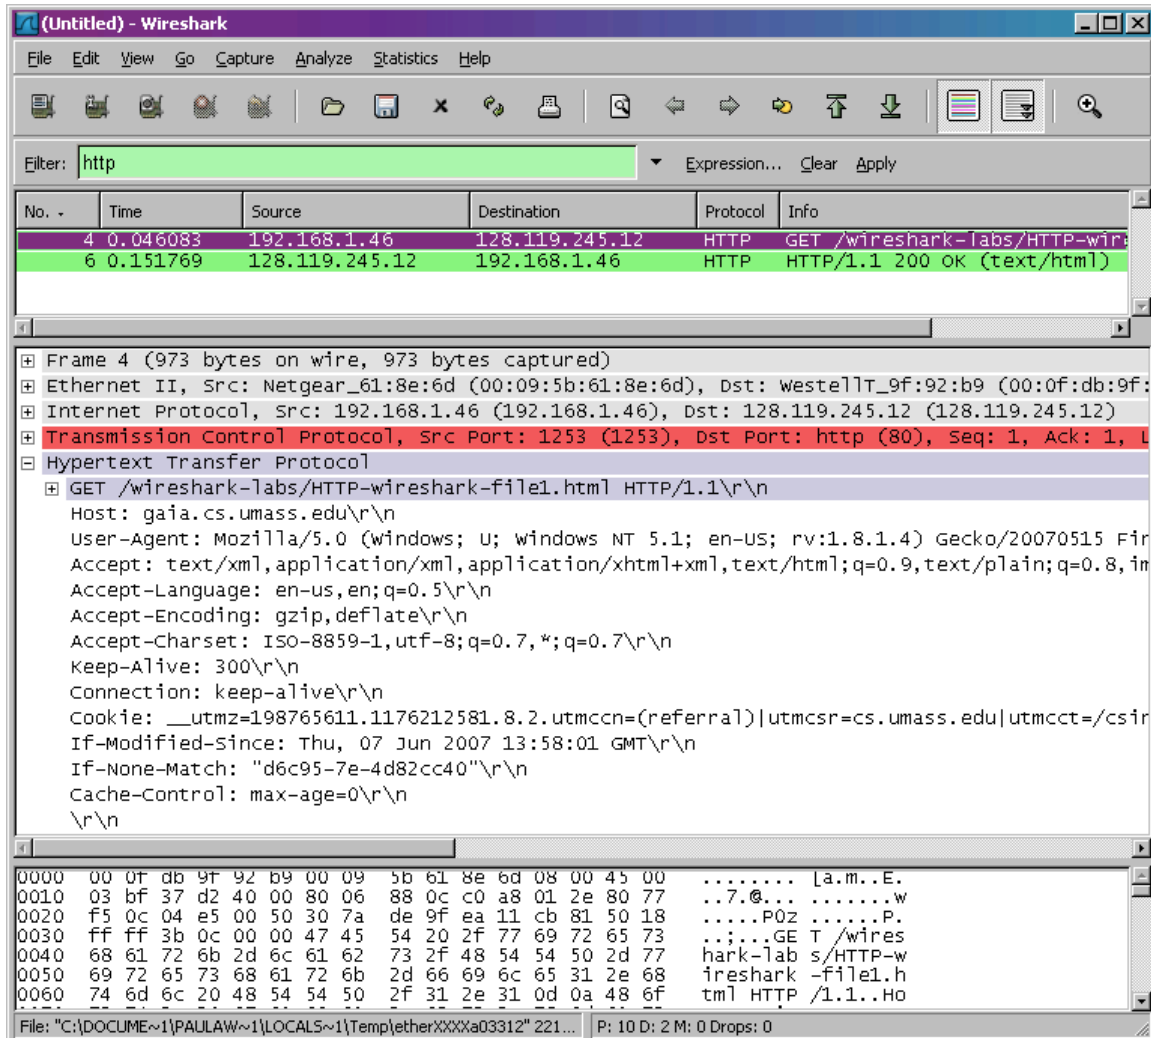 (Untitled) - Wireshark
File Edit View Go Capture Analyze Statistics Help
Filter: http Expression... Clear Apply
No. Time Source Destination Protocol Info
4 0.046083 192.168.1.46 128.119.245.12 HTTP GET /wireshark-labs/HTTP-wire
6 0.151769 128.119.245.12 192.168.1.46 HTTP HTTP/1.1 200 OK (text/html)
Frame 4 (973 bytes on wire, 973 bytes captured)
Ethernet II, Src: Netgear_61:8e:6d (00:09:5b:61:8e:6d), Dst: WestellT_9f:92:b9 (00:0f:db:9f:
Internet Protocol, Src: 192.168.1.46 (192.168.1.46), Dst: 128.119.245.12 (128.119.245.12)
Transmission Control Protocol, Src Port: 1253 (1253), Dst Port: http (80), Seq: 1, Ack: 1, L
Hypertext Transfer Protocol
GET /wireshark-labs/HTTP-wireshark-file1.html HTTP/1.1\r\n
Host: gaia.cs.umass.edu\r\n
User-Agent: Mozilla/5.0 (Windows; U; Windows NT 5.1; en-US; rv:1.8.1.4) Gecko/20070515 Fir
Accept: text/xml,application/xml,application/xhtml+xml,text/html;q=0.9,text/plain;q=0.8,im
Accept-Language: en-us,en;q=0.5\r\n
Accept-Encoding: gzip,deflate\r\n
Accept-Charset: ISO-8859-1,utf-8;q=0.7,*;q=0.7\r\n
Keep-Alive: 300\r\n
Connection: keep-alive\r\n
Cookie: __utmz=198765611.1176212581.8.2.utmccn=(referral)|utmcsr=cs.umass.edu|utmcct=/csir
If-Modified-Since: Thu, 07 Jun 2007 13:58:01 GMT\r\n
If-None-Match: "d6c95-7e-4d82cc40"\r\n
Cache-Control: max-age=0\r\n
\r\n
0000 00 0f db 9f 92 b9 00 09 5b 61 8e 6d 08 00 45 00 ........ [a.m..E.
0010 03 bf 37 d2 40 00 80 06 88 0c c0 a8 01 2e 80 77 ..7.@... .......w
0020 f5 0c 04 e5 00 50 30 7a de 9f ea 11 cb 81 50 18 .....P0z ......P.
0030 ff ff 3b 0c 00 00 47 45 54 20 2f 77 69 72 65 73 ..;...GE T /wires
0040 68 61 72 6b 2d 6c 61 62 73 2f 48 54 54 50 2d 77 hark-lab s/HTTP-w
0050 69 72 65 73 68 61 72 6b 2d 66 69 6c 65 31 2e 68 ireshark -file1.h
0060 74 6d 6c 20 48 54 54 50 2f 31 2e 31 0d 0a 48 6f tml HTTP /1.1..Ho
File: "C:\DOCUME~1\PAULAW~1\LOCALS~1\Temp\etherXXXXa03312" 221... P: 10 D: 2 M: 0 Drops: 0